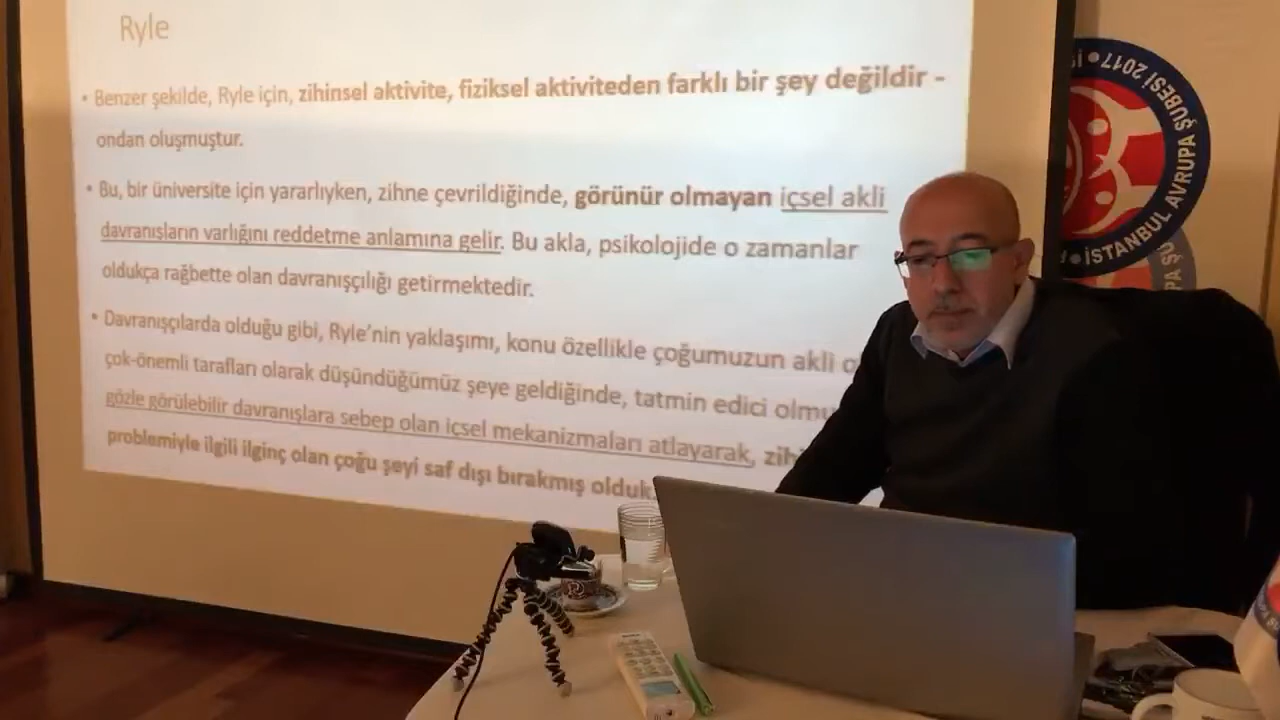 Ryle
• Benzer şekilde, Ryle için, zihinsel aktivite, fiziksel aktiviteden farklı bir şey değildir -
ondan oluşmuştur.
• Bu, bir üniversite için yararlıyken, zihne çevrildiğinde, görünür olmayan içsel akli
davranışların varlığını reddetme anlamına gelir. Bu akla, psikolojide o zamanlar
oldukça rağbette olan davranışçılığı getirmektedir.
• Davranışçılarda olduğu gibi, Ryle'nin yaklaşımı, konu özellikle çoğumuzun akli
çok-önemli tarafları olarak düşündüğümüz şeye geldiğinde, tatmin edici
gözle görülebilir davranışlara sebep olan içsel mekanizmaları atlayarak,
problemiyle ilgili ilginç olan çoğu şeyi saf dışı bırakmış
İSTANBUL AVRUPA ŞUBESİ 2017